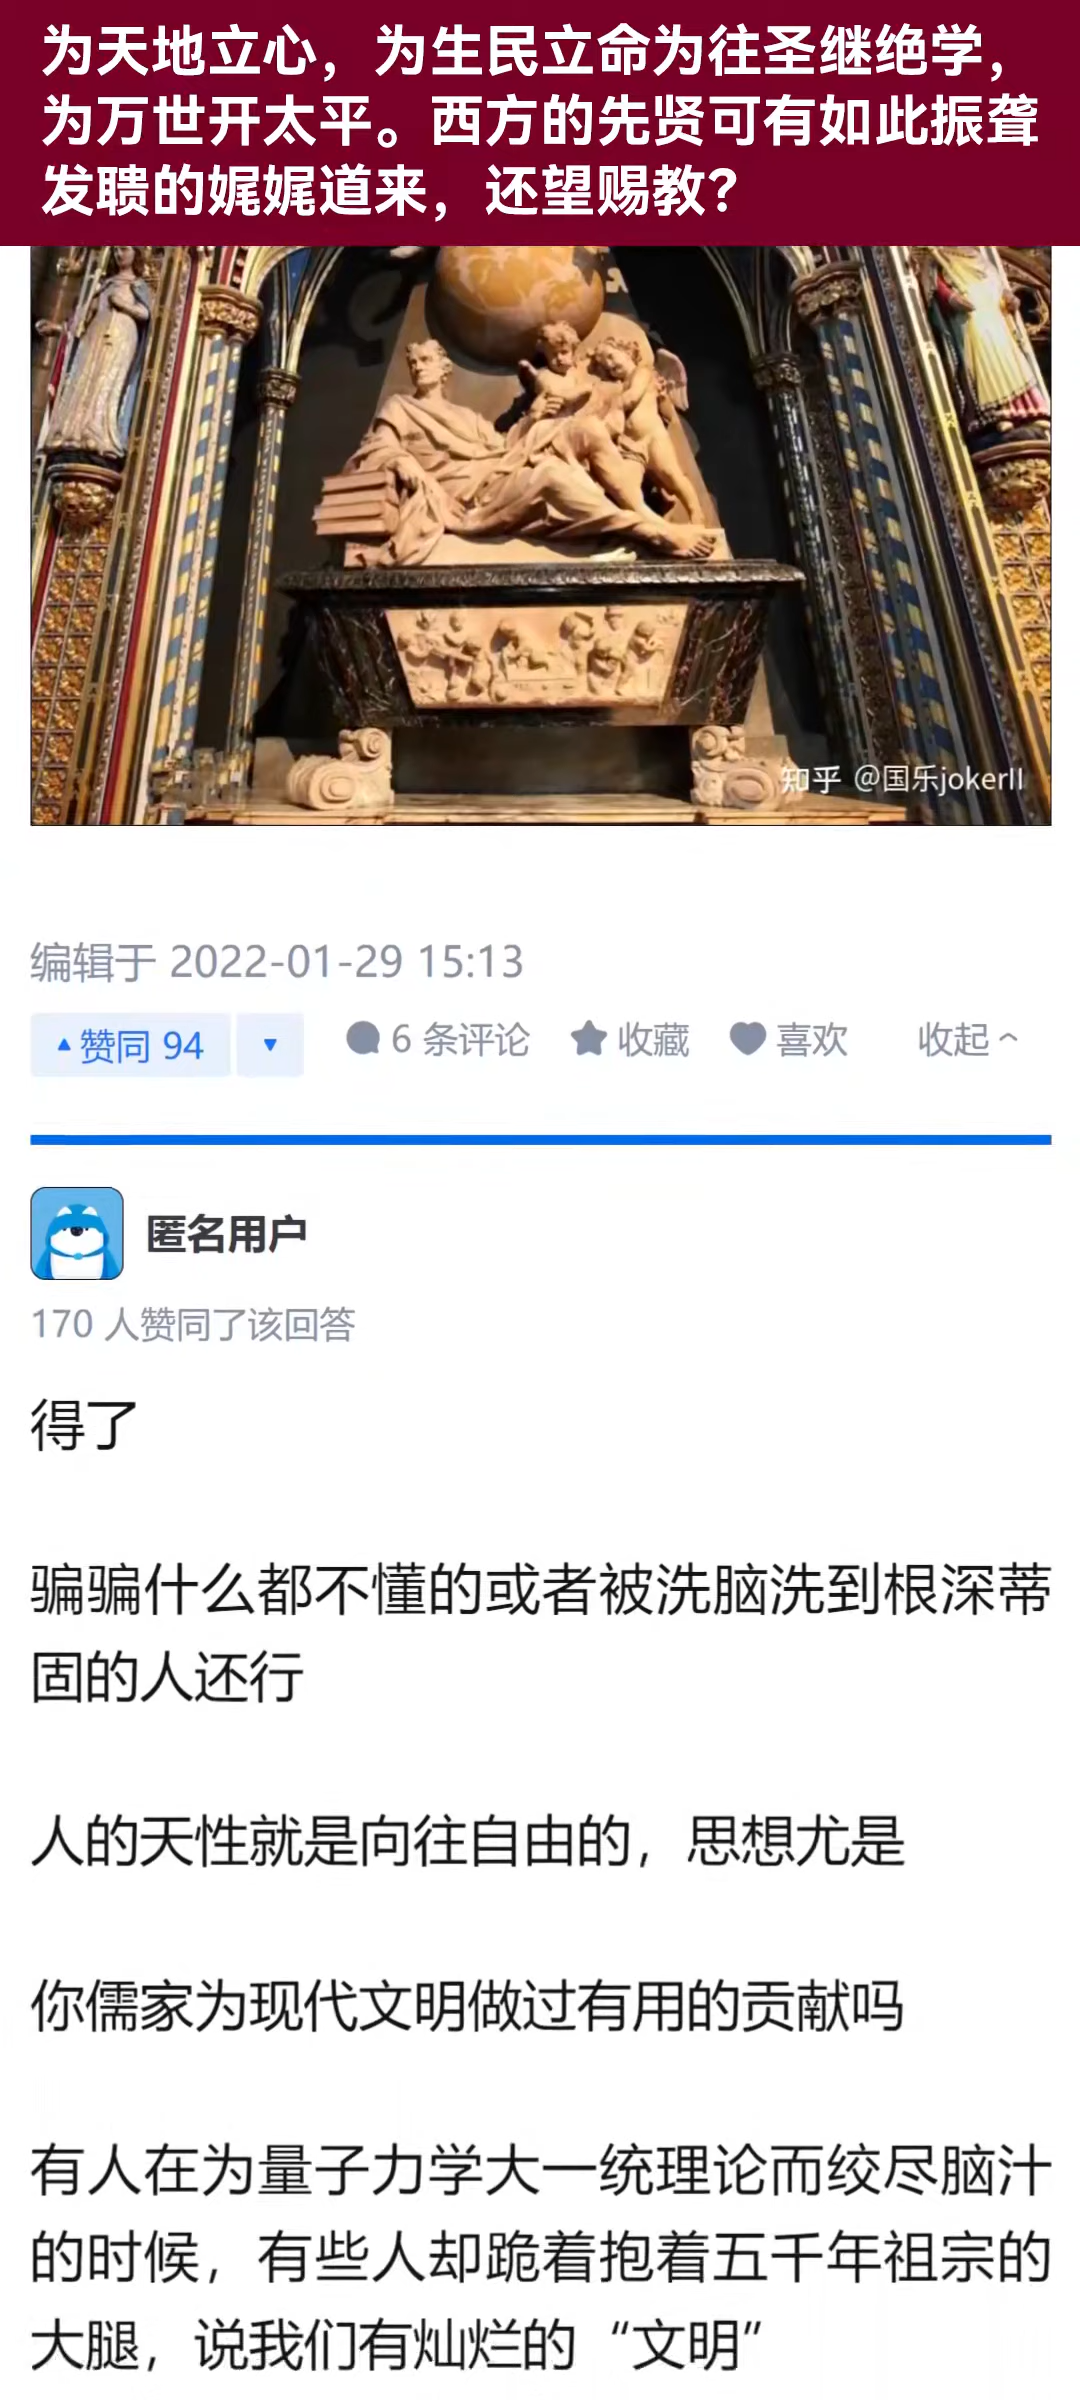 为天地立心，为生民立命为往圣继绝学，
为万世开太平。西方的先贤可有如此振聋
发聩的娓娓道来，还望赐教？
知乎 @国乐jokerII
编辑于 2022-01-29 15:13
赞同 94
6 条评论
收藏
喜欢
收起
匿名用户
170 人赞同了该回答
得了
骗骗什么都不懂的或者被洗脑洗到根深蒂
固的人还行
人的天性就是向往自由的，思想尤是
你儒家为现代文明做过有用的贡献吗
有人在为量子力学大一统理论而绞尽脑汁
的时候，有些人却跪着抱着五千年祖宗的
大腿，说我们有灿烂的“文明”